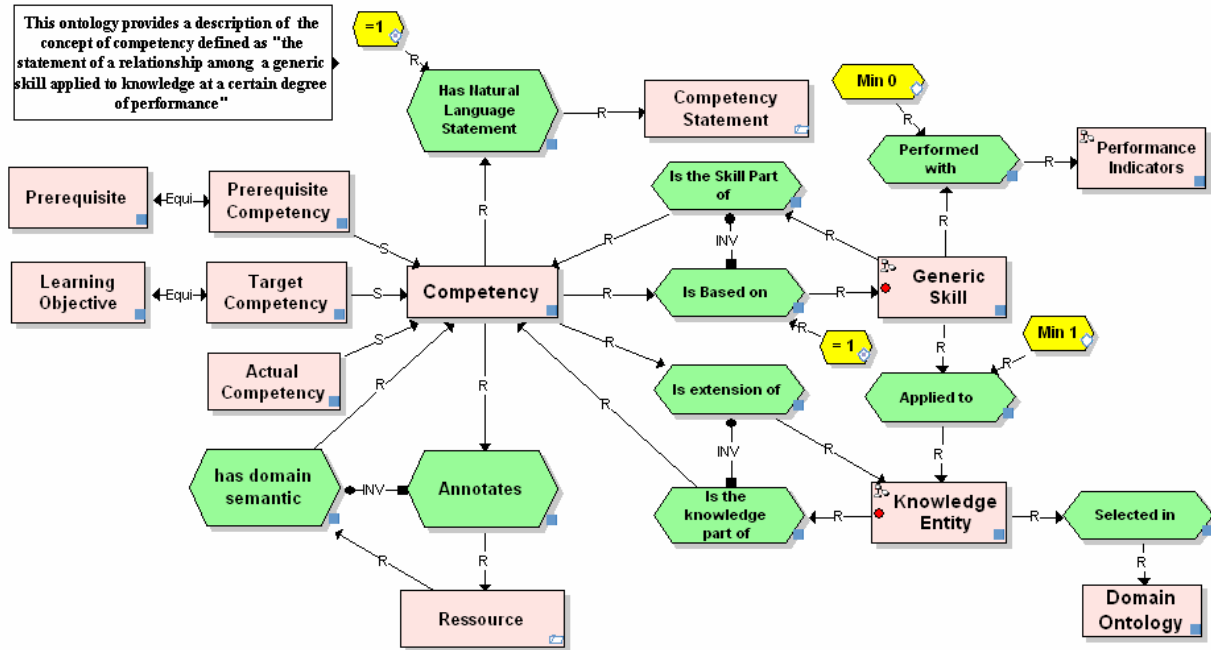 This ontology provides a description of the
concept of competency defined as "the
statement of a relationship among a generic
skill applied to knowledge at a certain degree
of performance"
=1
R
Has Natural
Language
Statement
R
Competency
Statement
Min 0
R
Performed
with
R
Performance
Indicators
Prerequisite
Equi
Prerequisite
Competency
R
Is the Skill Part
of
R
S
R
INV
R
Learning
Objective
Equi
Target
Competency
S
Competency
R
Is Based on
R
Generic
Skill
R
= 1
Min 1
S
R
R
R
Actual
Competency
R
R
R
Is extension of
Applied to
INV
R
R
has domain
semantic
INV
Annotates
Is the
knowledge
part of
R
Knowledge
Entity
R
Selected in
R
R
R
Ressource
Domain
Ontology